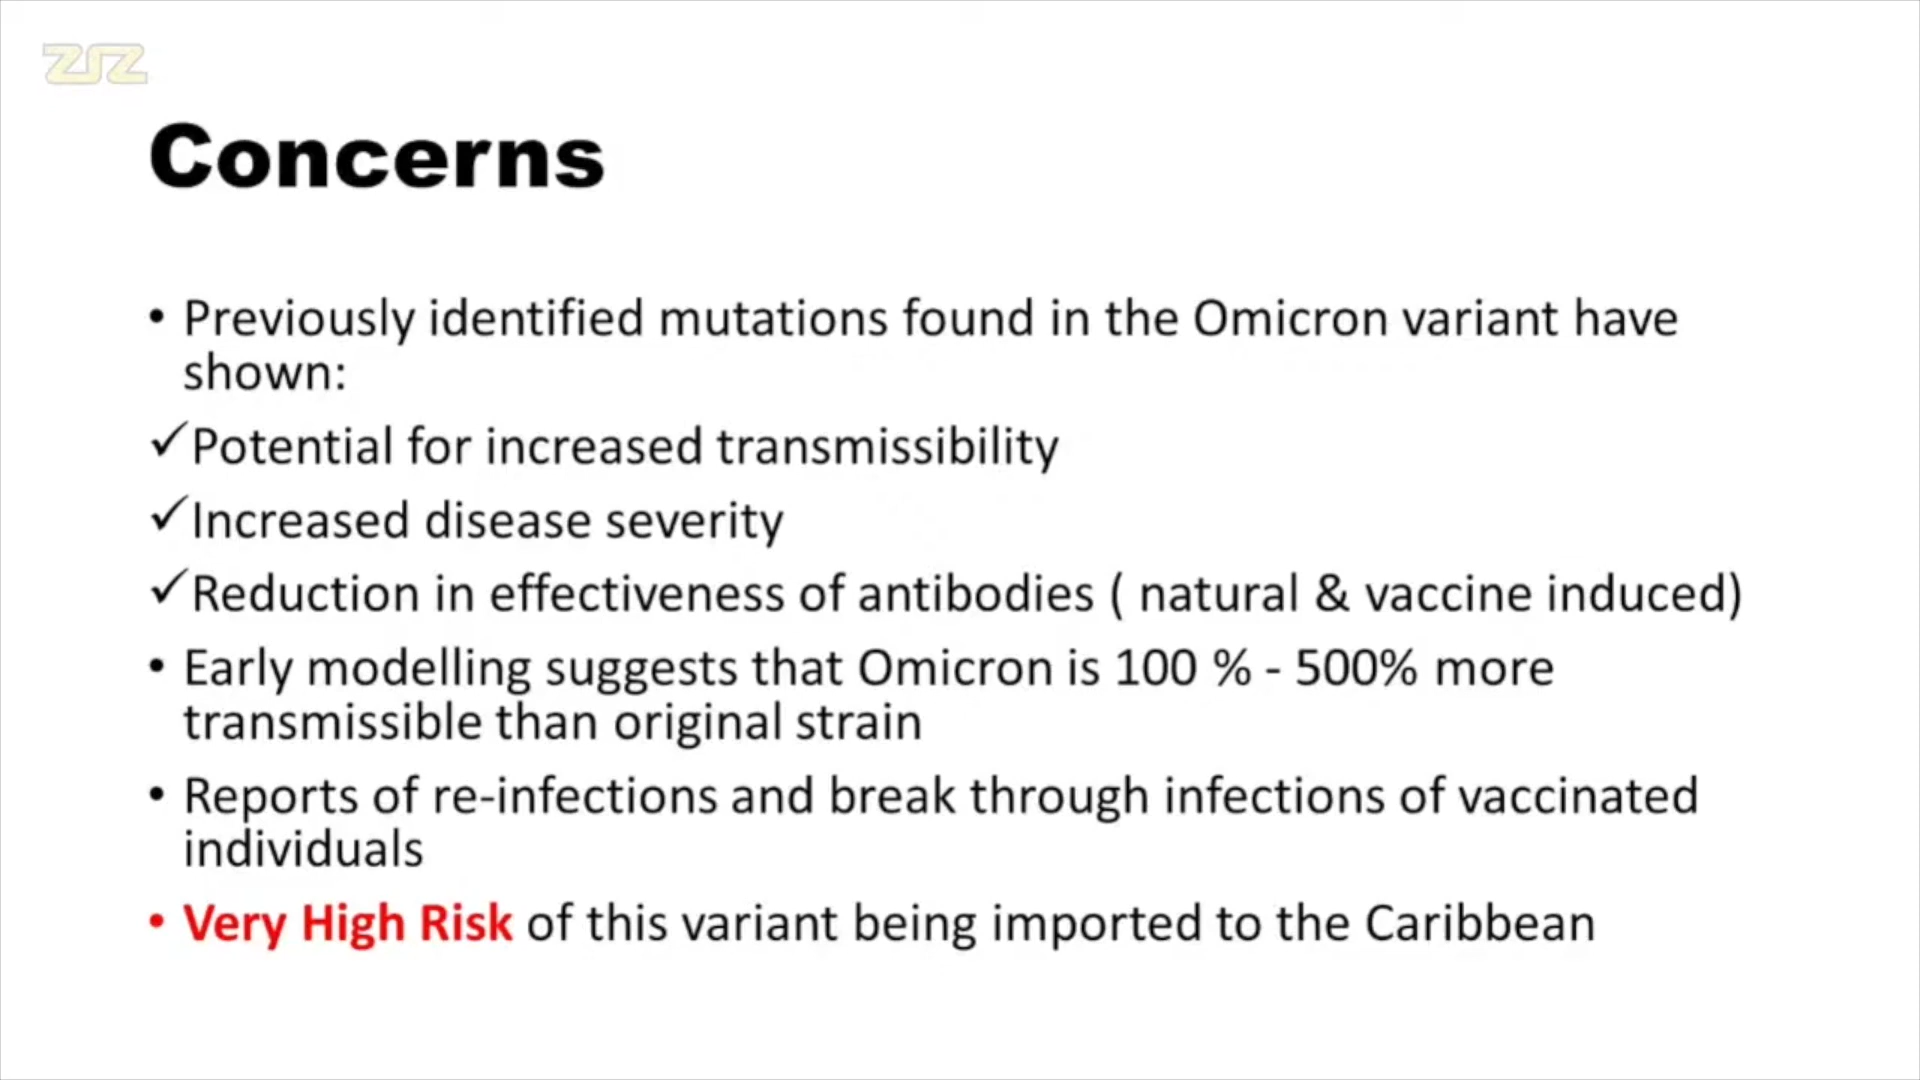 ZIZ
Concerns
• Previously identified mutations found in the Omicron variant have
shown:
✓Potential for increased transmissibility
✓Increased disease severity
✓Reduction in effectiveness of antibodies ( natural & vaccine induced)
• Early modelling suggests that Omicron is 100 % - 500% more
transmissible than original strain
• Reports of re-infections and break through infections of vaccinated
individuals
• Very High Risk of this variant being imported to the Caribbean